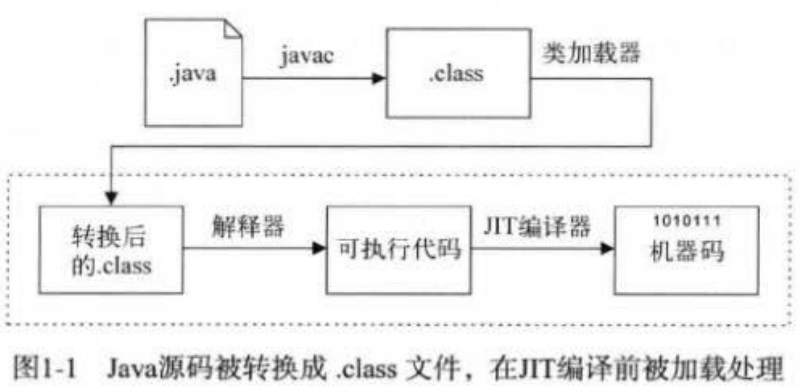 .java
javac
.class
类加载器
转换后
的.class
解释器
可执行代码
JIT编译器
1010111
机器码
图1-1 Java源码被转换成 .class 文件，在JIT编译前被加载处理